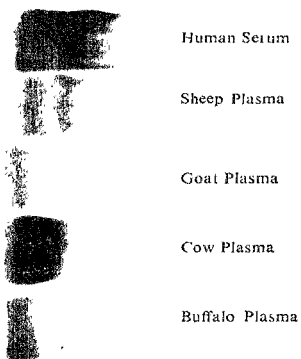 Human Serum
Sheep Plasma
Goat Plasma
Cow Plasma
Buffalo Plasma